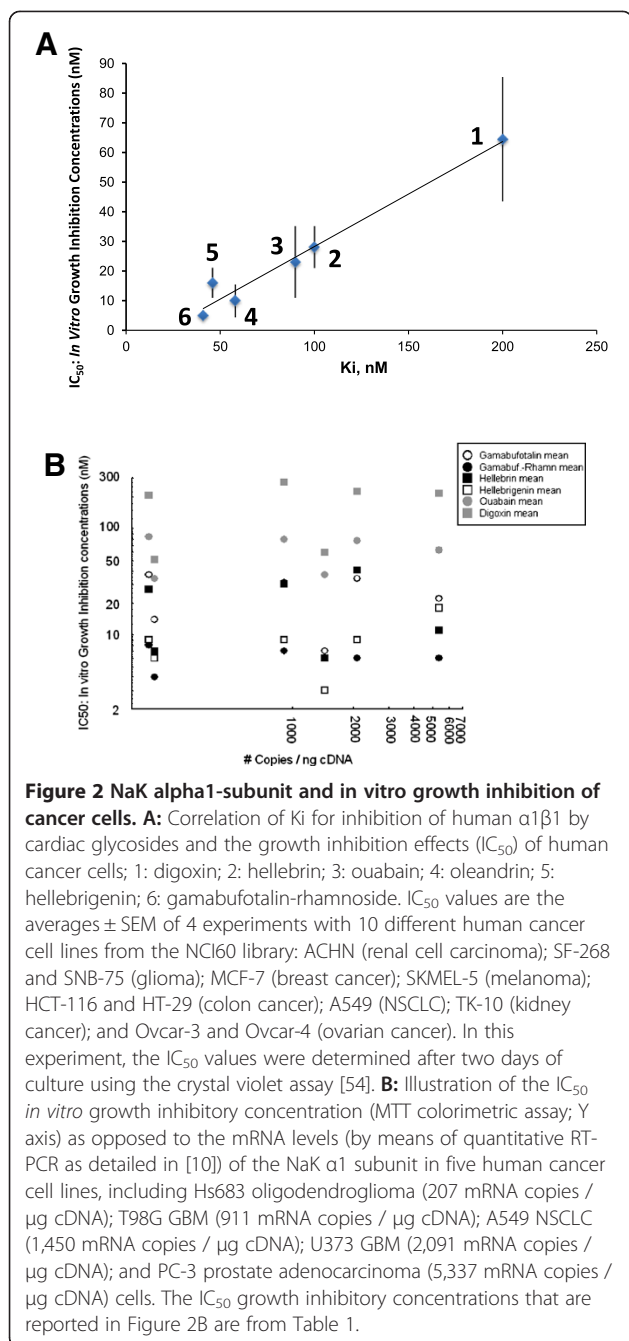 A
IC50: In Vitro Growth Inhibition Concentrations (nM)
90
80
70
60
50
40
30
20
10
0
1
2
3
4
5
6
0 50 100 150 200 250
Ki, nM
B
Gamabufotalin mean
Gamabuf.-Rhamn mean
Hellebrin mean
Hellebrigenin mean
Ouabain mean
Digoxin mean
IC50: In vitro Growth Inhibition concentrations (nM)
300
100
50
20
10
2
1000 2000 3000 4000 5000 6000 7000
# Copies / ng cDNA
Figure 2 NaK alpha1-subunit and in vitro growth inhibition of
cancer cells. A: Correlation of Ki for inhibition of human α1β1 by
cardiac glycosides and the growth inhibition effects (IC50) of human
cancer cells; 1: digoxin; 2: hellebrin; 3: ouabain; 4: oleandrin; 5:
hellebrigenin; 6: gamabufotalin-rhamnoside. IC50 values are the
averages ± SEM of 4 experiments with 10 different human cancer
cell lines from the NCI60 library: ACHN (renal cell carcinoma); SF-268
and SNB-75 (glioma); MCF-7 (breast cancer); SKMEL-5 (melanoma);
HCT-116 and HT-29 (colon cancer); A549 (NSCLC); TK-10 (kidney
cancer); and Ovcar-3 and Ovcar-4 (ovarian cancer). In this
experiment, the IC50 values were determined after two days of
culture using the crystal violet assay [54]. B: Illustration of the IC50
in vitro growth inhibitory concentration (MTT colorimetric assay; Y
axis) as opposed to the mRNA levels (by means of quantitative RT-
PCR as detailed in [10]) of the NaK α1 subunit in five human cancer
cell lines, including Hs683 oligodendroglioma (207 mRNA copies /
μg cDNA); T98G GBM (911 mRNA copies / μg cDNA); A549 NSCLC
(1,450 mRNA copies / μg cDNA); U373 GBM (2,091 mRNA copies /
μg cDNA); and PC-3 prostate adenocarcinoma (5,337 mRNA copies /
μg cDNA) cells. The IC50 growth inhibitory concentrations that are
reported in Figure 2B are from Table 1.